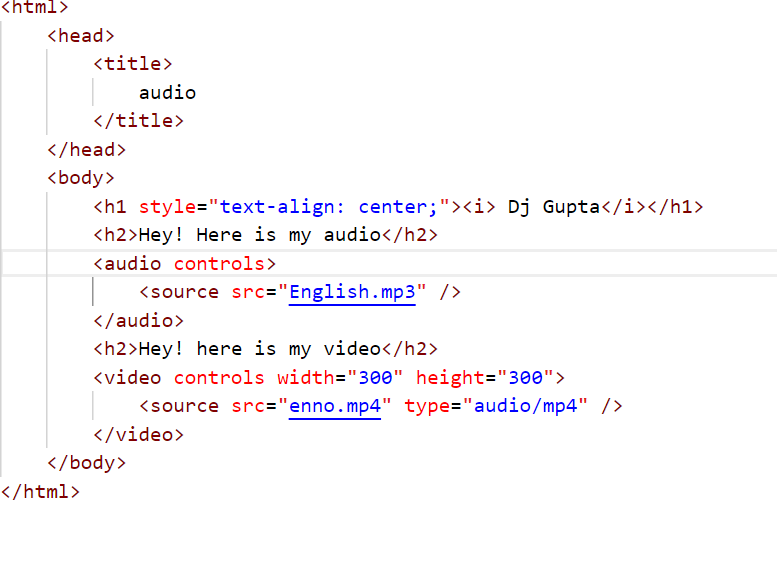 <html>
<head>
<title>
audio
</title>
</head>
<body>
<h1 style="text-align: center;"><i> Dj Gupta</i></h1>
<h2>Hey! Here is my audio</h2>
<audio controls>
<source src="English.mp3" />
</audio>
<h2>Hey! here is my video</h2>
<video controls width="300" height="300">
<source src="enno.mp4" type="audio/mp4" />
</video>
</body>
</html>